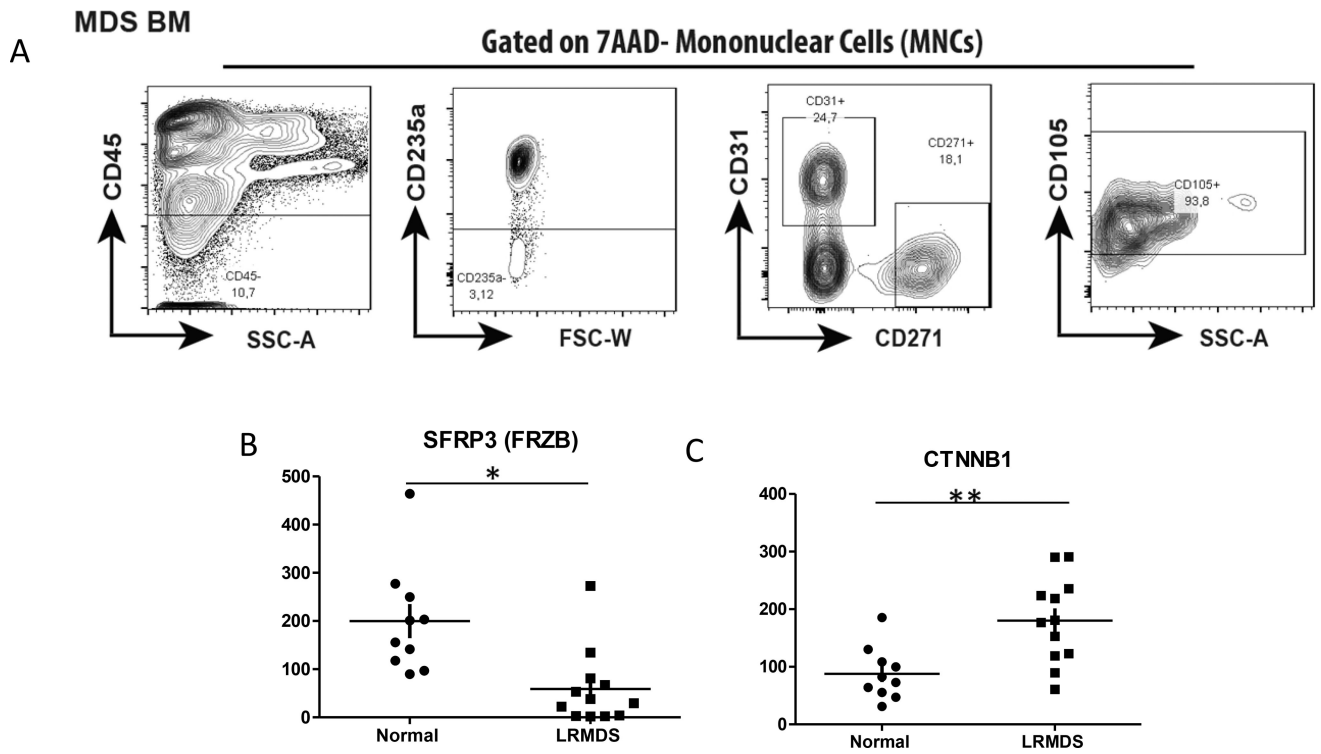 MDS BM
A
Gated on 7AAD- Mononuclear Cells (MNCs)
CD45
CD45-
10,7
SSC-A
CD235a
CD235a-
3,12
FSC-W
CD31
CD31+
24,7
CD271+
18,1
CD271
CD105
CD105+
93,8
SSC-A
B
SFRP3 (FRZB)
*
500
400
300
200
100
0
Normal LRMDS
C
CTNNB1
**
400
300
200
100
0
Normal LRMDS